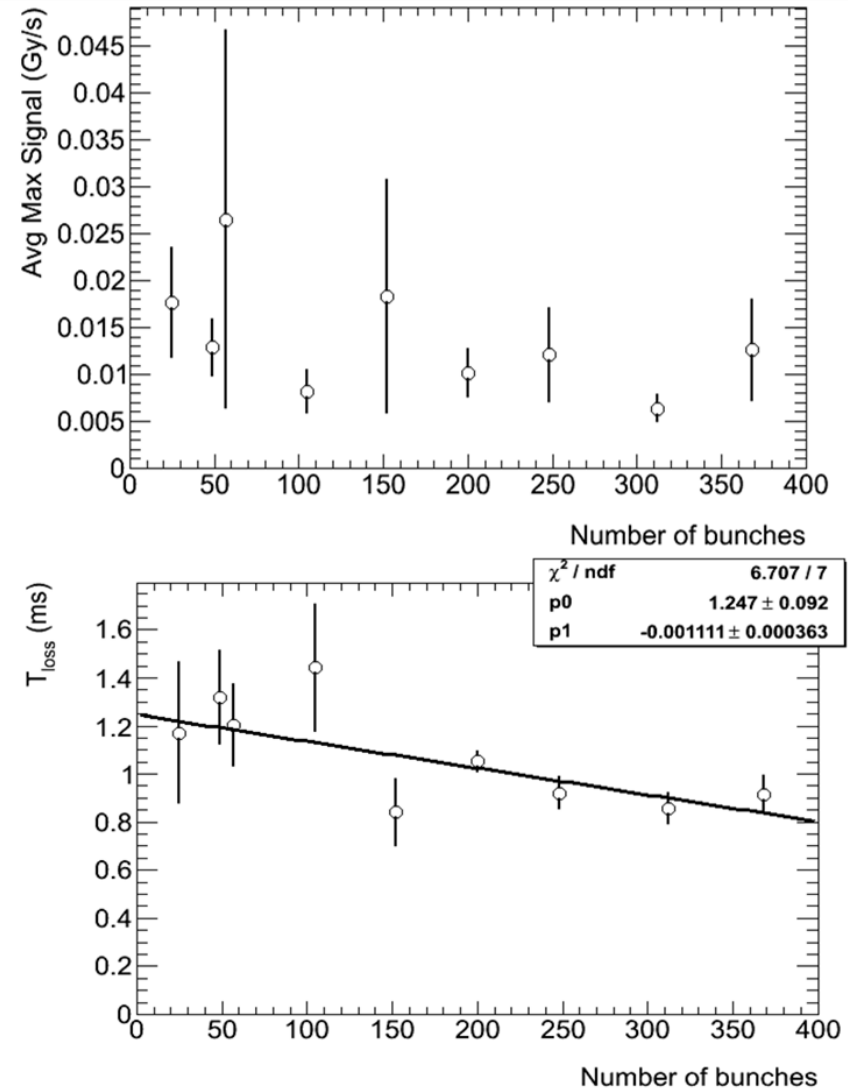 Avg Max Signal (Gy/s)
0.045
0.04
0.035
0.03
0.025
0.02
0.015
0.01
0.005
0
0 50 100 150 200 250 300 350 400
Number of bunches
χ² / ndf 6.707 / 7
p0 1.247 ± 0.092
p1 -0.001111 ± 0.000363
T_loss (ms)
1.6
1.4
1.2
1
0.8
0.6
0.4
0.2
0
0 50 100 150 200 250 300 350 400
Number of bunches